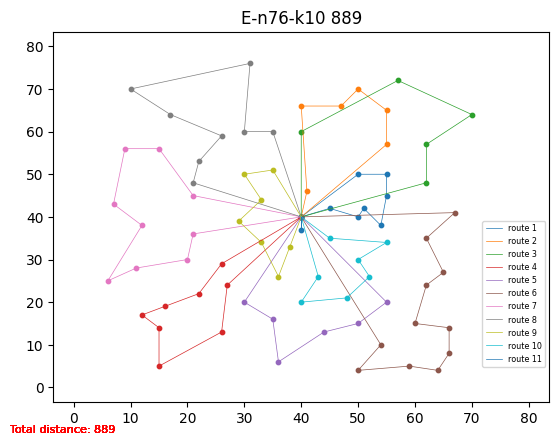 E-n76-k10 889
80
70
60
50
40
30
20
10
0
0 10 20 30 40 50 60 70 80
route 1
route 2
route 3
route 4
route 5
route 6
route 7
route 8
route 9
route 10
route 11
Total distance: 889